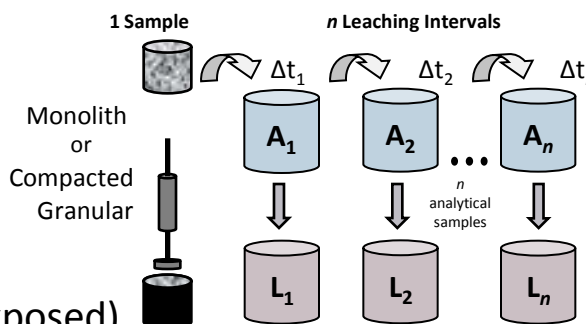 1 Sample
n Leaching Intervals
Δt1
Δt2
Δt
Monolith
or
Compacted
Granular
A1
A2
An
n
analytical
samples
L1
L2
Ln
xposed)